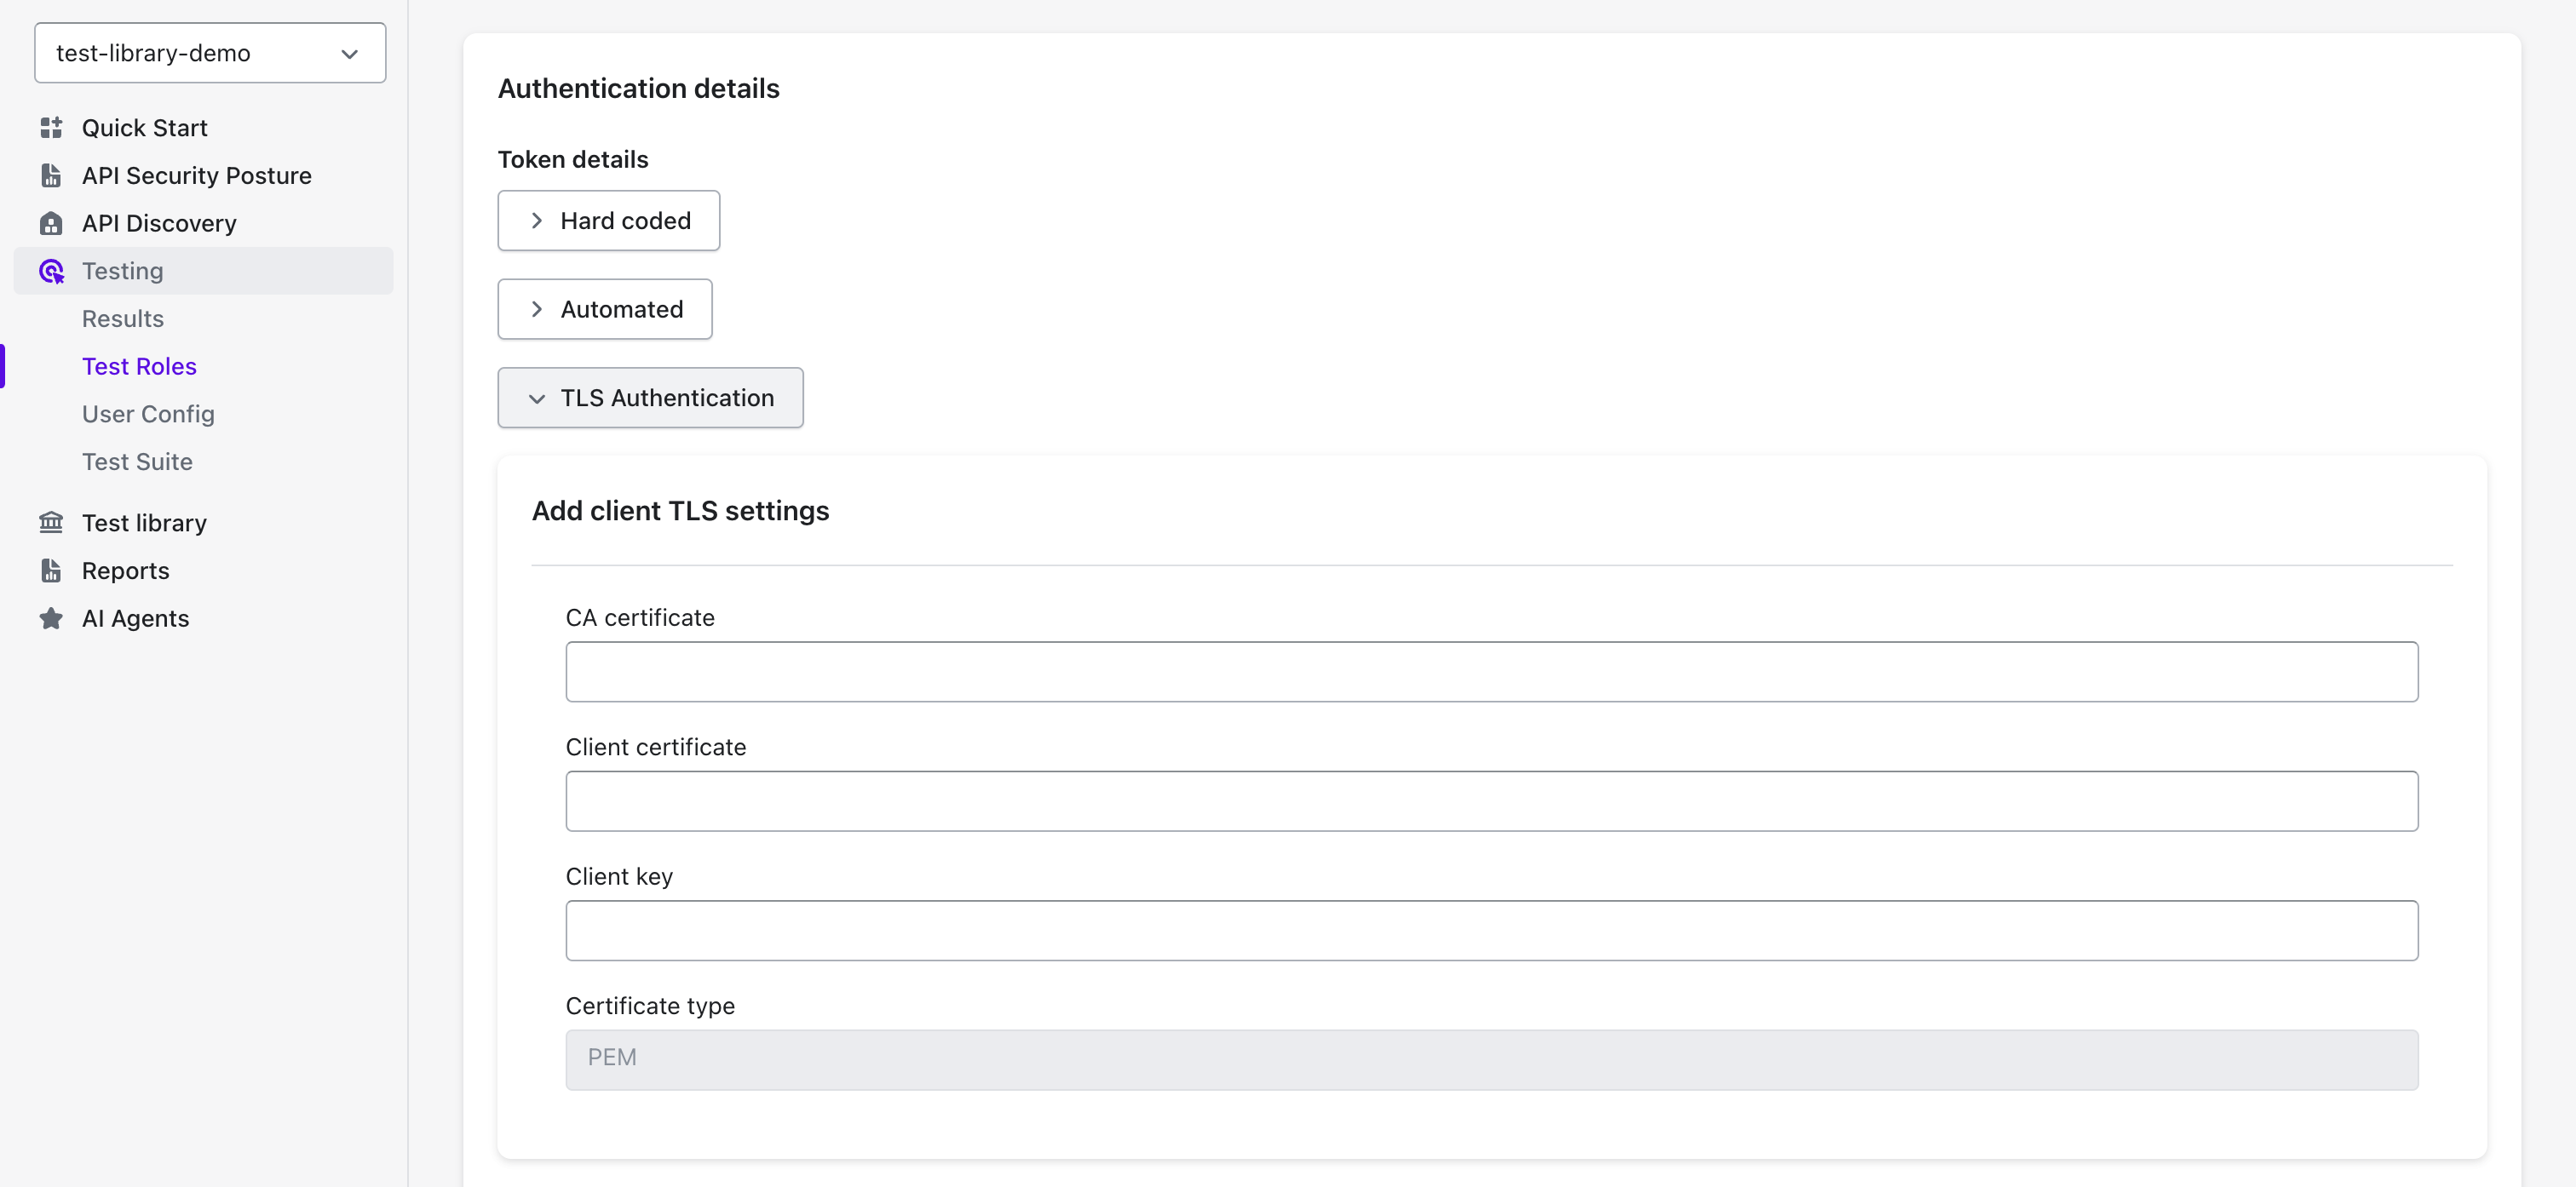 test-library-demo
Quick Start
API Security Posture
API Discovery
Testing
Results
Test Roles
User Config
Test Suite
Test library
Reports
AI Agents
Authentication details
Token details
Hard coded
Automated
TLS Authentication
Add client TLS settings
CA certificate
Client certificate
Client key
Certificate type
PEM